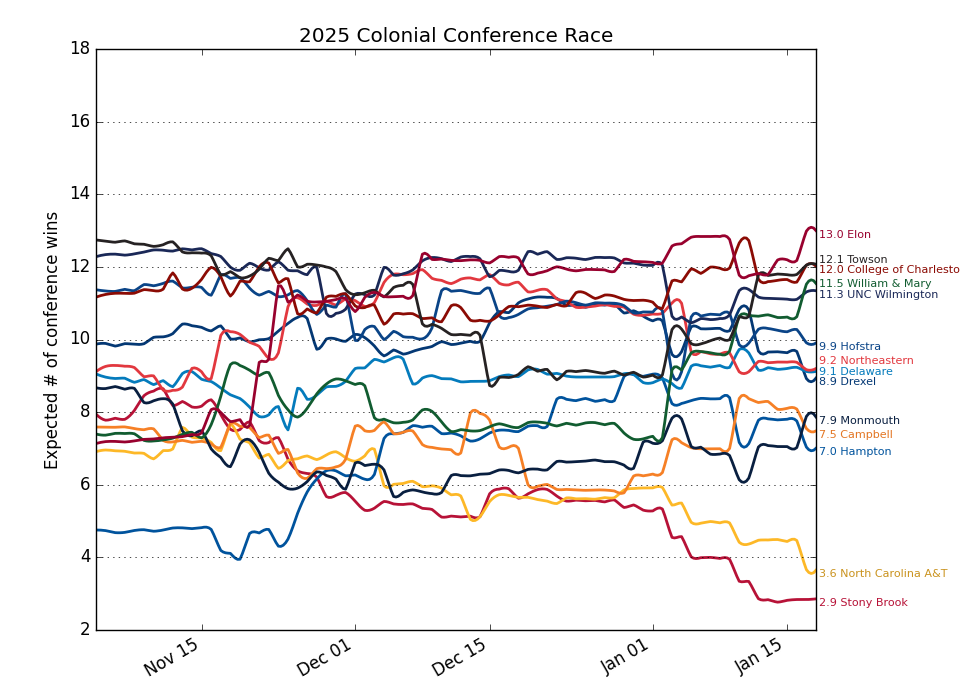 2025 Colonial Conference Race
Expected # of conference wins
18
16
14
12
10
8
6
4
2
Nov 15
Dec 01
Dec 15
Jan 01
Jan 15
13.0 Elon
12.1 Towson
12.0 College of Charlesto
11.5 William & Mary
11.3 UNC Wilmington
9.9 Hofstra
9.2 Northeastern
9.1 Delaware
8.9 Drexel
7.9 Monmouth
7.5 Campbell
7.0 Hampton
3.6 North Carolina A&T
2.9 Stony Brook